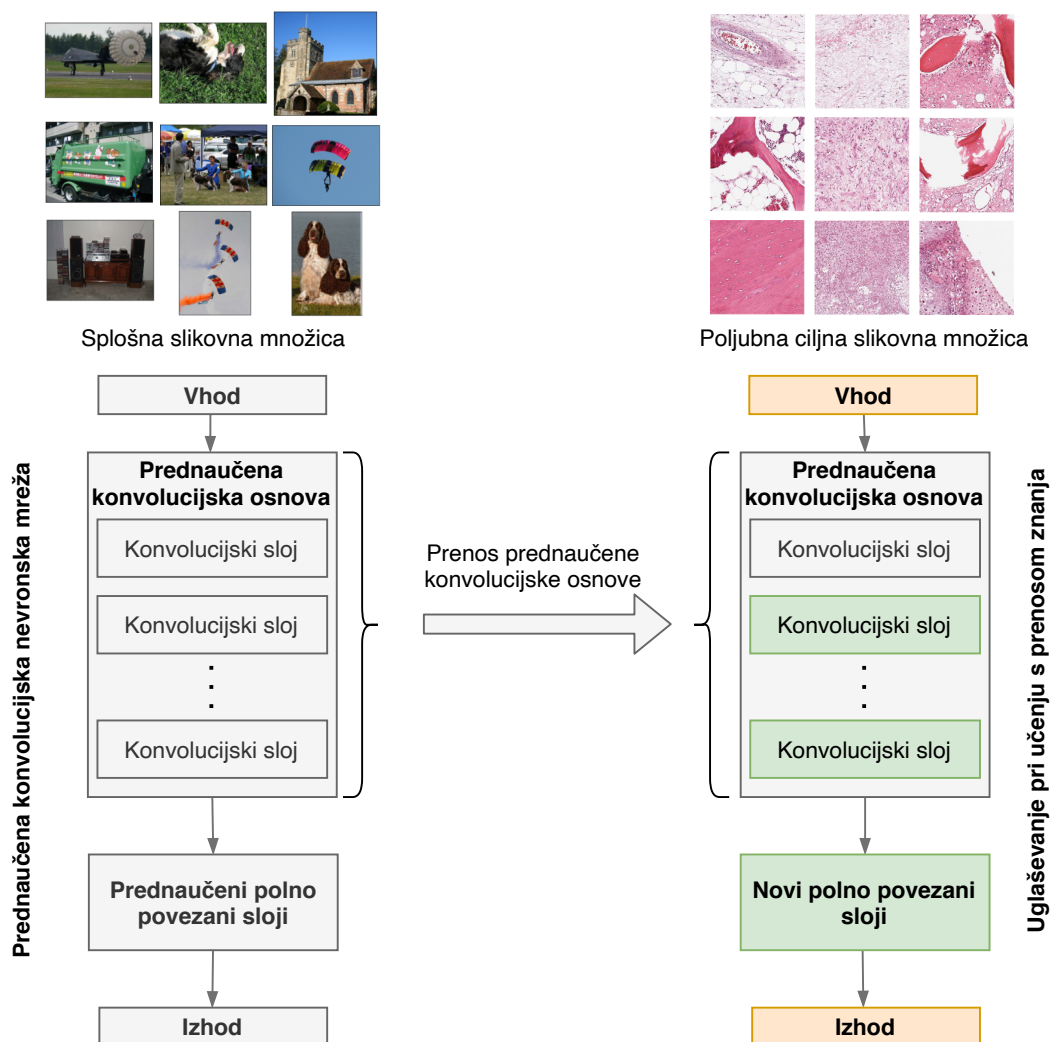 Splošna slikovna množica
Poljubna ciljna slikovna množica
Vhod
Vhod
Prednaučena konvolucijska nevronska mreža
Prednaučena
konvolucijska osnova
Konvolucijski sloj
Konvolucijski sloj
Konvolucijski sloj
Prenos prednaučene
konvolucijske osnove
Prednaučena
konvolucijska osnova
Konvolucijski sloj
Konvolucijski sloj
Konvolucijski sloj
Uglaševanje pri učenju s prenosom znanja
Prednaučeni polno
povezani sloji
Novi polno povezani
sloji
Izhod
Izhod